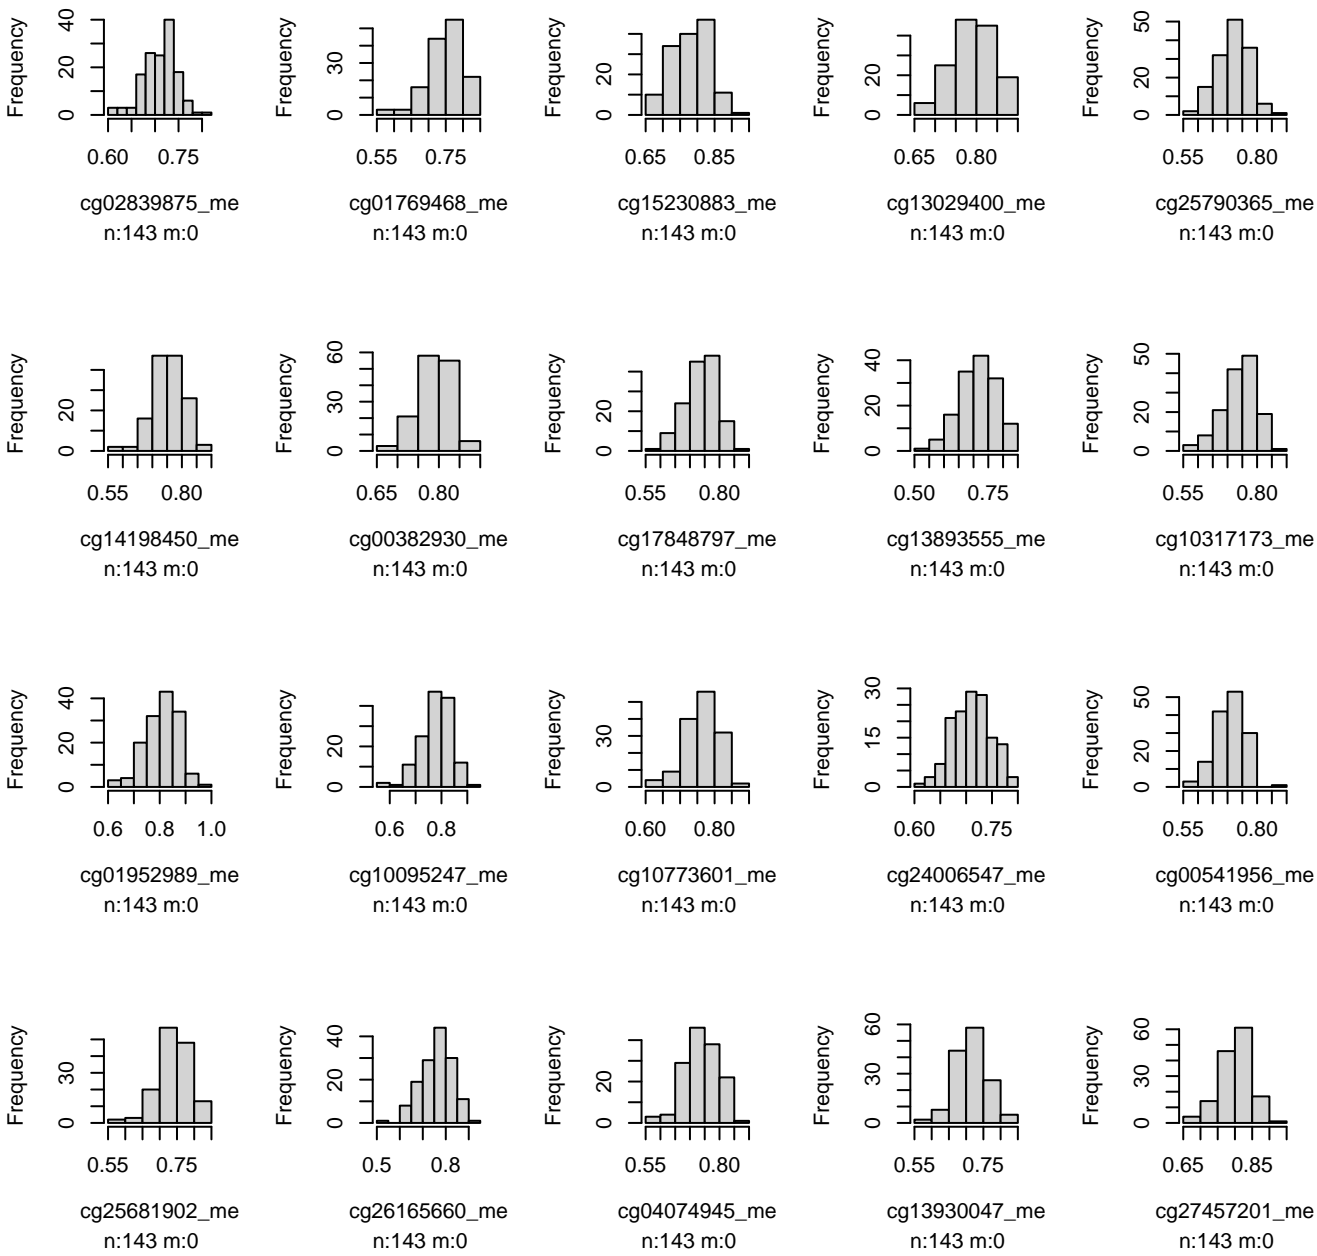 Frequency
0 20 40
0.60 0.75
cg02839875_me
n:143 m:0
Frequency
0 30
0.55 0.75
cg01769468_me
n:143 m:0
Frequency
0 20
0.65 0.85
cg15230883_me
n:143 m:0
Frequency
0 20
0.65 0.80
cg13029400_me
n:143 m:0
Frequency
0 20 50
0.55 0.80
cg25790365_me
n:143 m:0
Frequency
0 20
0.55 0.80
cg14198450_me
n:143 m:0
Frequency
0 30 60
0.65 0.80
cg00382930_me
n:143 m:0
Frequency
0 20
0.55 0.80
cg17848797_me
n:143 m:0
Frequency
0 20 40
0.50 0.75
cg13893555_me
n:143 m:0
Frequency
0 20 50
0.55 0.80
cg10317173_me
n:143 m:0
Frequency
0 20 40
0.6 0.8 1.0
cg01952989_me
n:143 m:0
Frequency
0 20
0.6 0.8
cg10095247_me
n:143 m:0
Frequency
0 30
0.60 0.80
cg10773601_me
n:143 m:0
Frequency
0 15 30
0.60 0.75
cg24006547_me
n:143 m:0
Frequency
0 20 50
0.55 0.80
cg00541956_me
n:143 m:0
Frequency
0 30
0.55 0.75
cg25681902_me
n:143 m:0
Frequency
0 20 40
0.5 0.8
cg26165660_me
n:143 m:0
Frequency
0 20
0.55 0.80
cg04074945_me
n:143 m:0
Frequency
0 30 60
0.55 0.75
cg13930047_me
n:143 m:0
Frequency
0 30 60
0.65 0.85
cg27457201_me
n:143 m:0